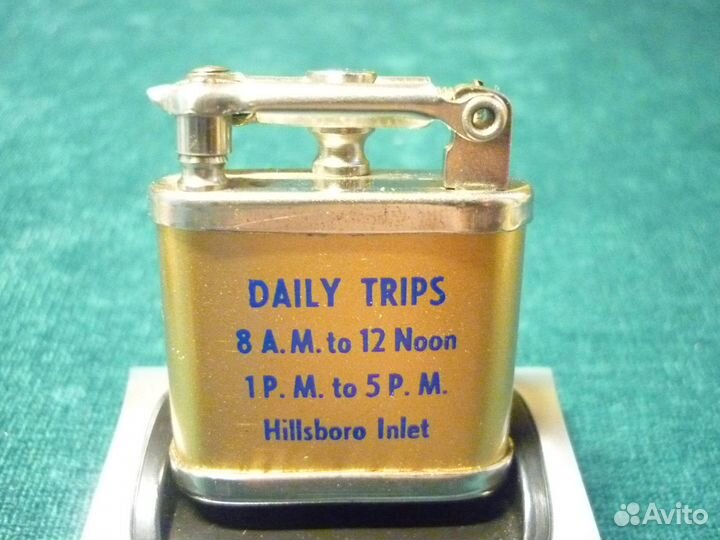 DAILY TRIPS
8 A.M. to 12 Noon
1 P. M. to 5 P. M.
Hillsboro Inlet
Avito